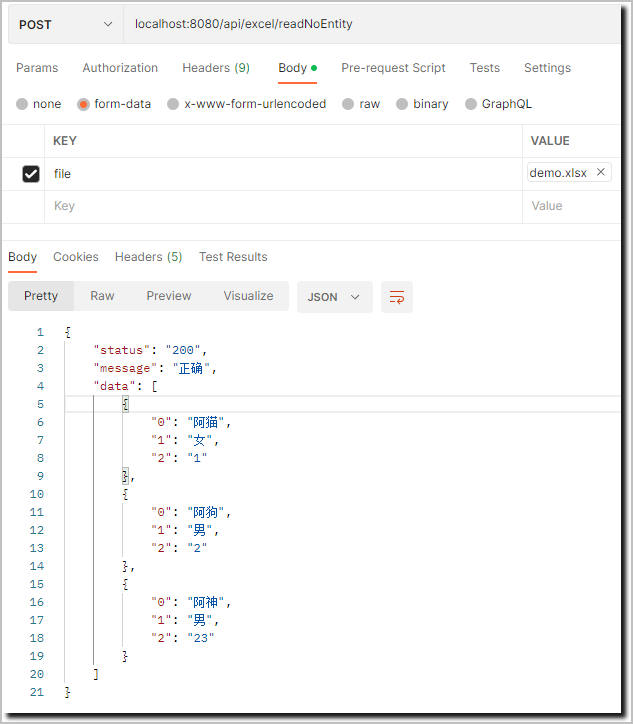 POST localhost:8080/api/excel/readNoEntity
Params Authorization Headers (9) Body Pre-request Script Tests Settings
none form-data x-www-form-urlencoded raw binary GraphQL
KEY VALUE
file demo.xlsx
Key Value
Body Cookies Headers (5) Test Results
Pretty Raw Preview Visualize JSON
1 {
2 "status": "200",
3 "message": "正确",
4 "data": [
5 {
6 "0": "阿猫",
7 "1": "女",
8 "2": "1"
9 },
10 {
11 "0": "阿狗",
12 "1": "男",
13 "2": "2"
14 },
15 {
16 "0": "阿神",
17 "1": "男",
18 "2": "23"
19 }
20 ]
21 }